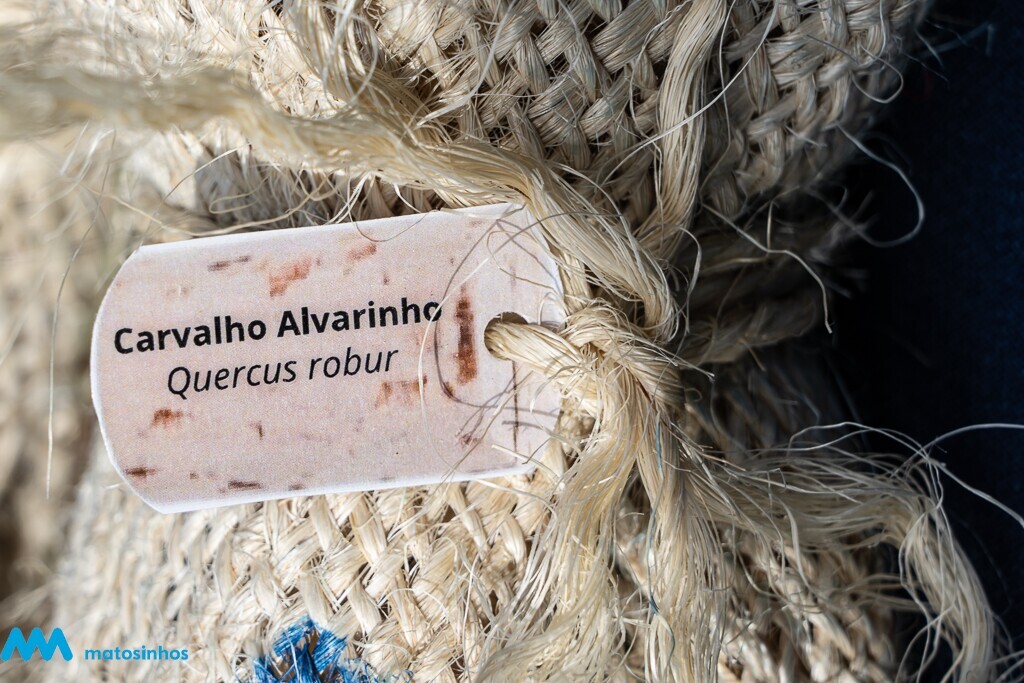 Carvalho Alvarinho
Quercus robur
matosinhos